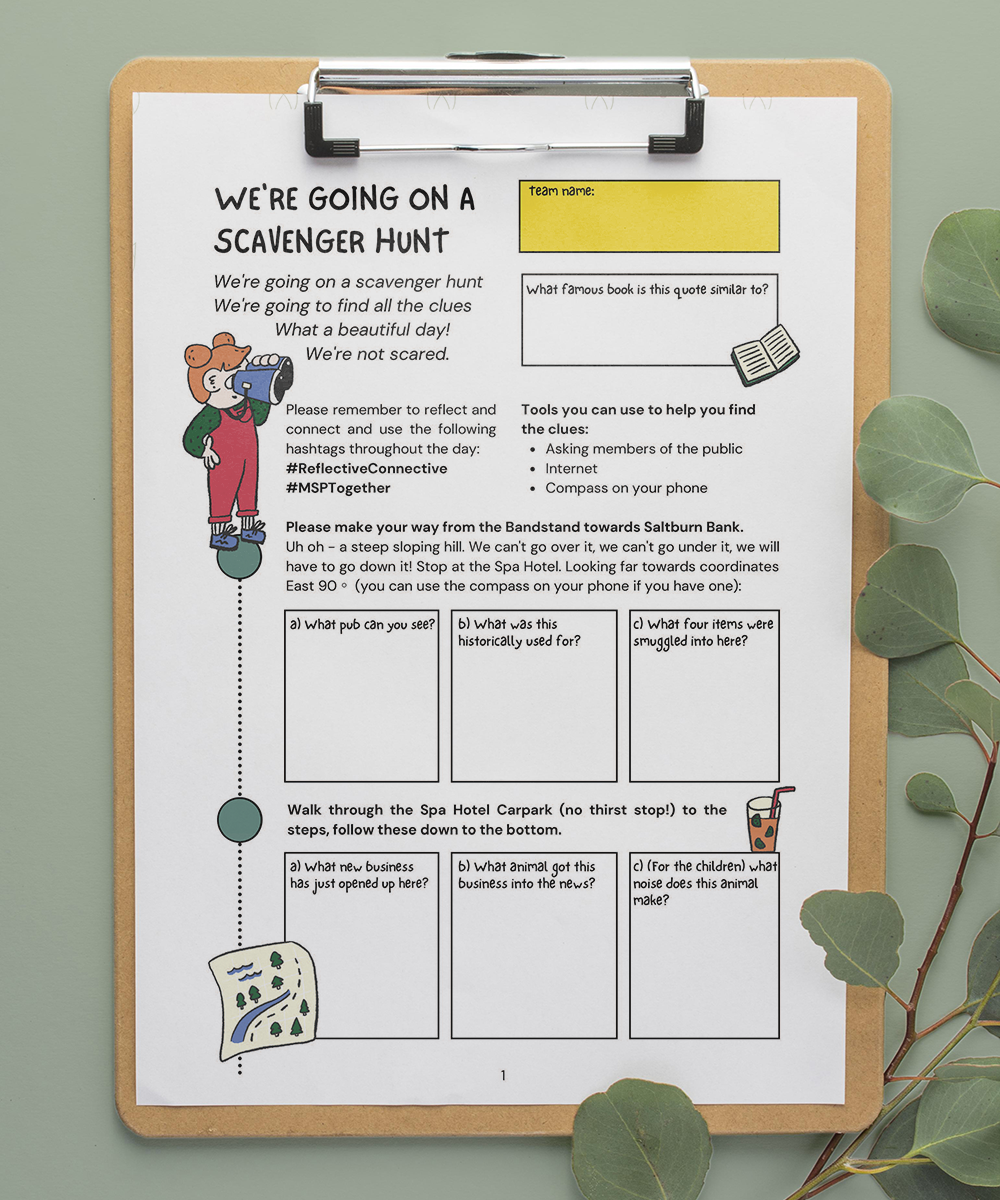 WE'RE GOING ON A
SCAVENGER HUNT
We're going on a scavenger hunt
We're going to find all the clues
What a beautiful day!
We're not scared.
Team name:
What famous book is this quote similar to?
Please remember to reflect and
connect and use the following
hashtags throughout the day:
#ReflectiveConnective
#MSPTogether
Tools you can use to help you find
the clues:
• Asking members of the public
• Internet
• Compass on your phone
Please make your way from the Bandstand towards Saltburn Bank.
Uh oh - a steep sloping hill. We can't go over it, we can't go under it, we will
have to go down it! Stop at the Spa Hotel. Looking far towards coordinates
East 90 ° (you can use the compass on your phone if you have one):
a) What pub can you see?
b) What was this
historically used for?
c) What four items were
smuggled into here?
Walk through the Spa Hotel Carpark (no thirst stop!) to the
steps, follow these down to the bottom.
a) What new business
has just opened up here?
b) What animal got this
business into the news?
c) (For the children) what
noise does this animal
make?
1